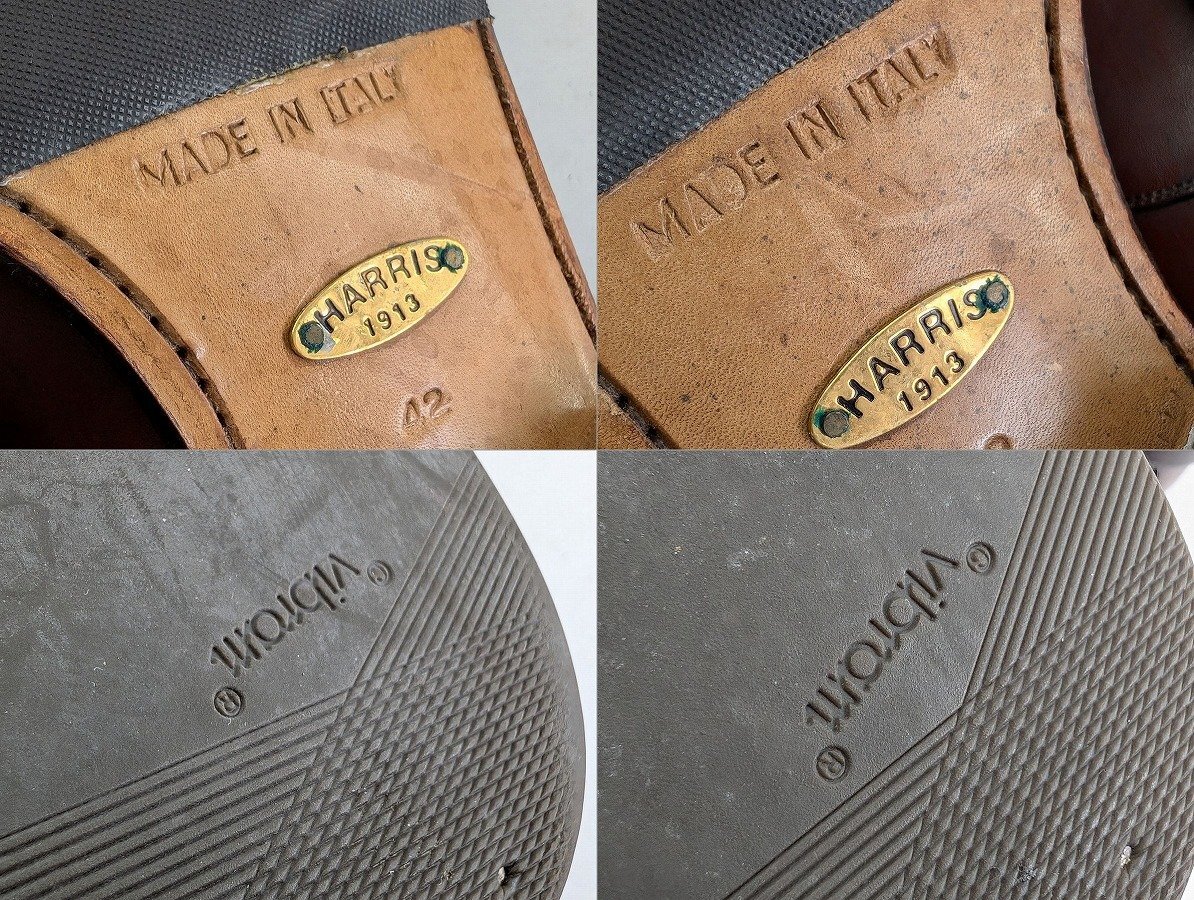 MADE IN ITALY
HARRIS
1913
42
MADE IN ITALY
HARRIS
1913
vibram
®
vibram
®